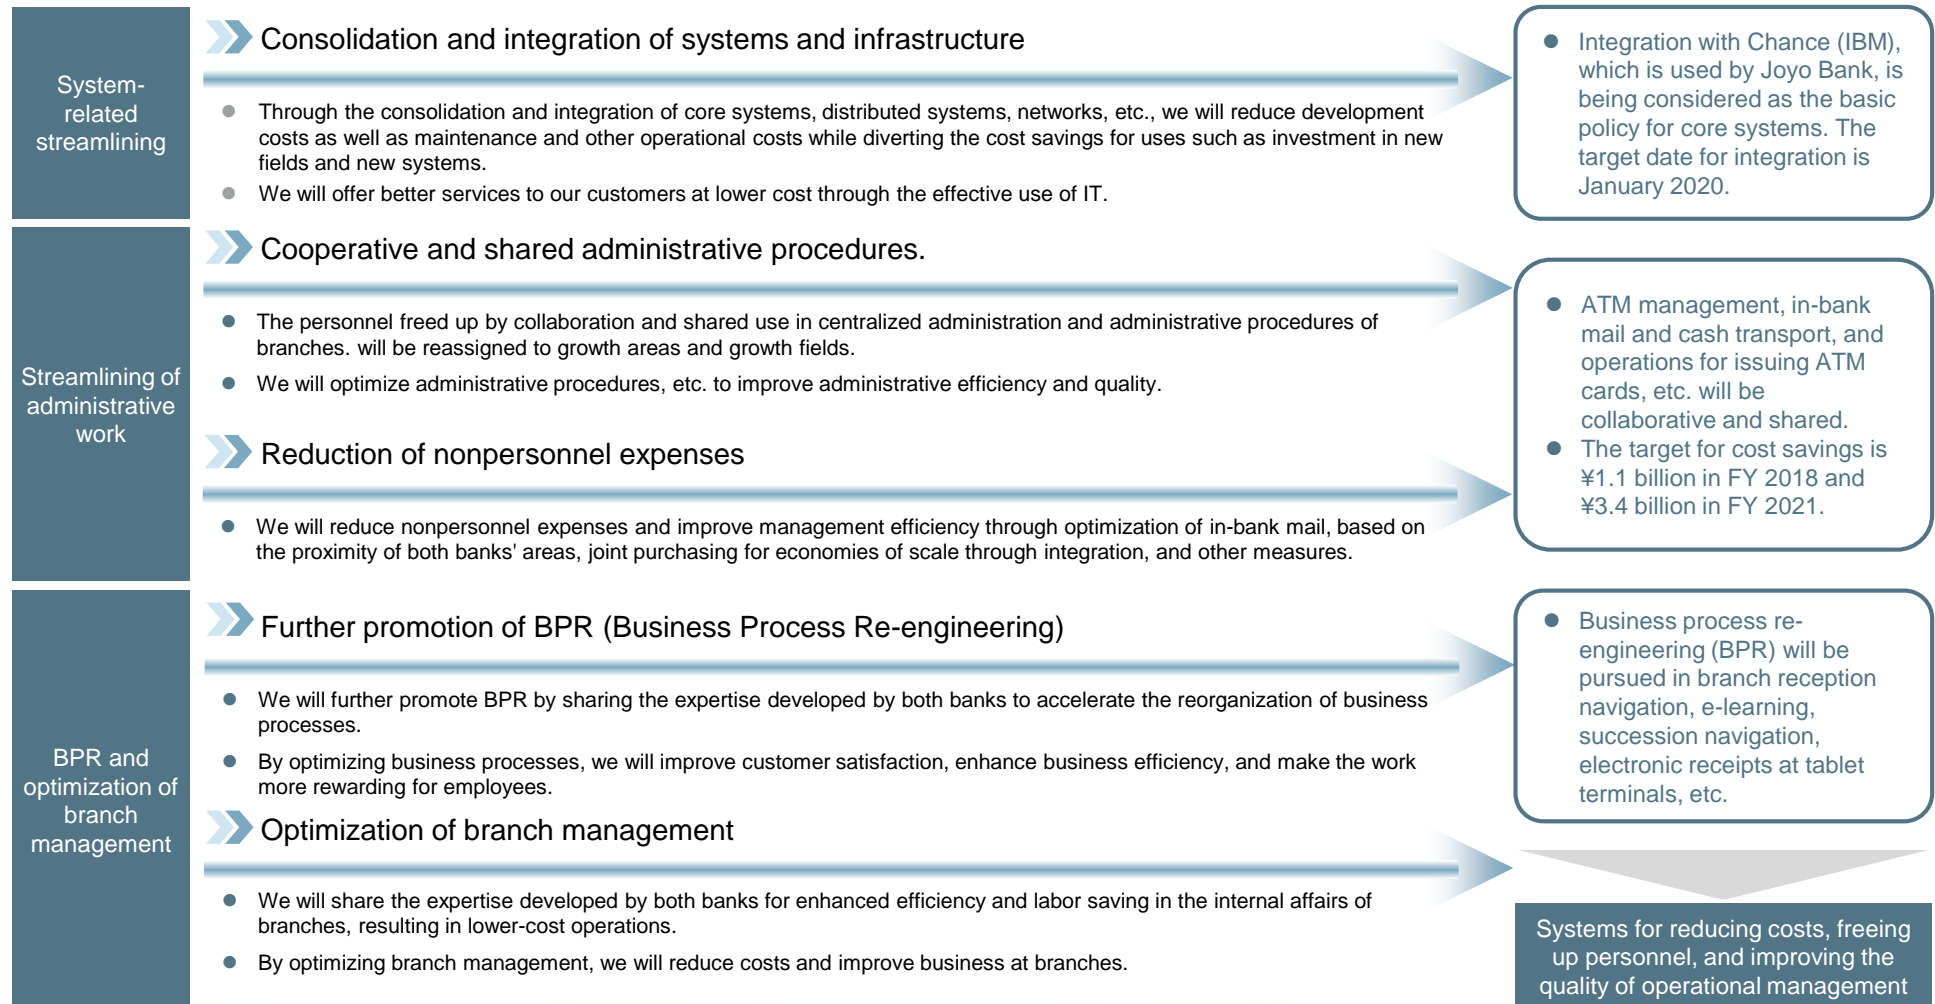 System-
related
streamlining
Consolidation and integration of systems and infrastructure
Through the consolidation and integration of core systems, distributed systems, networks, etc., we will reduce development
costs as well as maintenance and other operational costs while diverting the cost savings for uses such as investment in new
fields and new systems.
We will offer better services to our customers at lower cost through the effective use of IT.
Integration with Chance (IBM),
which is used by Joyo Bank, is
being considered as the basic
policy for core systems. The
target date for integration is
January 2020.
Streamlining of
administrative
work
Cooperative and shared administrative procedures.
The personnel freed up by collaboration and shared use in centralized administration and administrative procedures of
branches. will be reassigned to growth areas and growth fields.
We will optimize administrative procedures, etc. to improve administrative efficiency and quality.
Reduction of nonpersonnel expenses
We will reduce nonpersonnel expenses and improve management efficiency through optimization of in-bank mail, based on
the proximity of both banks' areas, joint purchasing for economies of scale through integration, and other measures.
ATM management, in-bank
mail and cash transport, and
operations for issuing ATM
cards, etc. will be
collaborative and shared.
The target for cost savings is
¥1.1 billion in FY 2018 and
¥3.4 billion in FY 2021.
BPR and
optimization of
branch
management
Further promotion of BPR (Business Process Re-engineering)
We will further promote BPR by sharing the expertise developed by both banks to accelerate the reorganization of business
processes.
By optimizing business processes, we will improve customer satisfaction, enhance business efficiency, and make the work
more rewarding for employees.
Optimization of branch management
We will share the expertise developed by both banks for enhanced efficiency and labor saving in the internal affairs of
branches, resulting in lower-cost operations.
By optimizing branch management, we will reduce costs and improve business at branches.
Business process re-
engineering (BPR) will be
pursued in branch reception
navigation, e-learning,
succession navigation,
electronic receipts at tablet
terminals, etc.
Systems for reducing costs, freeing
up personnel, and improving the
quality of operational management